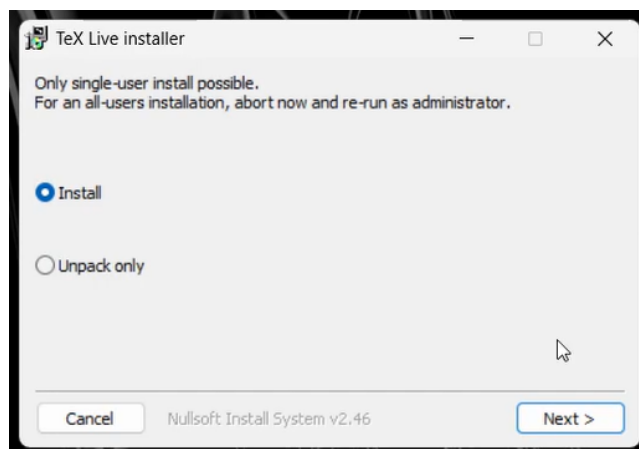 TeX Live installer
Only single-user install possible.
For an all-users installation, abort now and re-run as administrator.
Install
Unpack only
Cancel
Nullsoft Install System v2.46
Next >